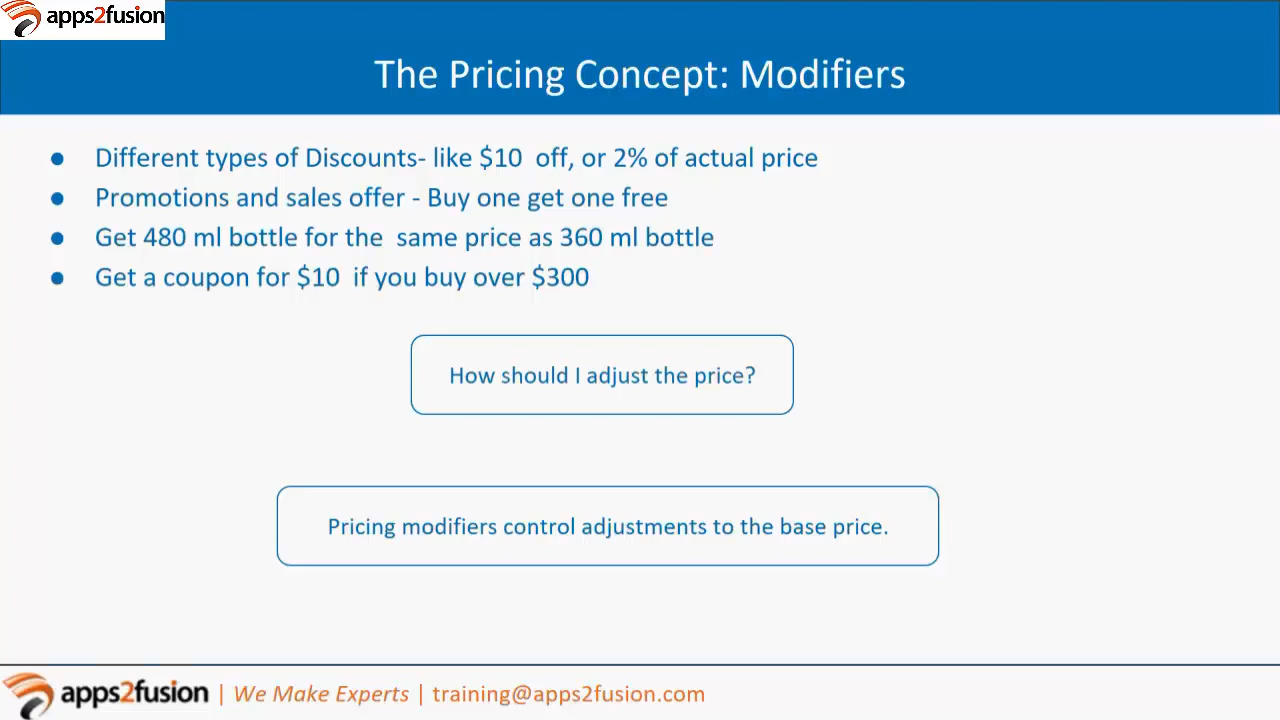 apps2fusion
The Pricing Concept: Modifiers
● Different types of Discounts- like $10 off, or 2% of actual price
● Promotions and sales offer - Buy one get one free
● Get 480 ml bottle for the same price as 360 ml bottle
● Get a coupon for $10 if you buy over $300
How should I adjust the price?
Pricing modifiers control adjustments to the base price.
apps2fusion | We Make Experts | training@apps2fusion.com